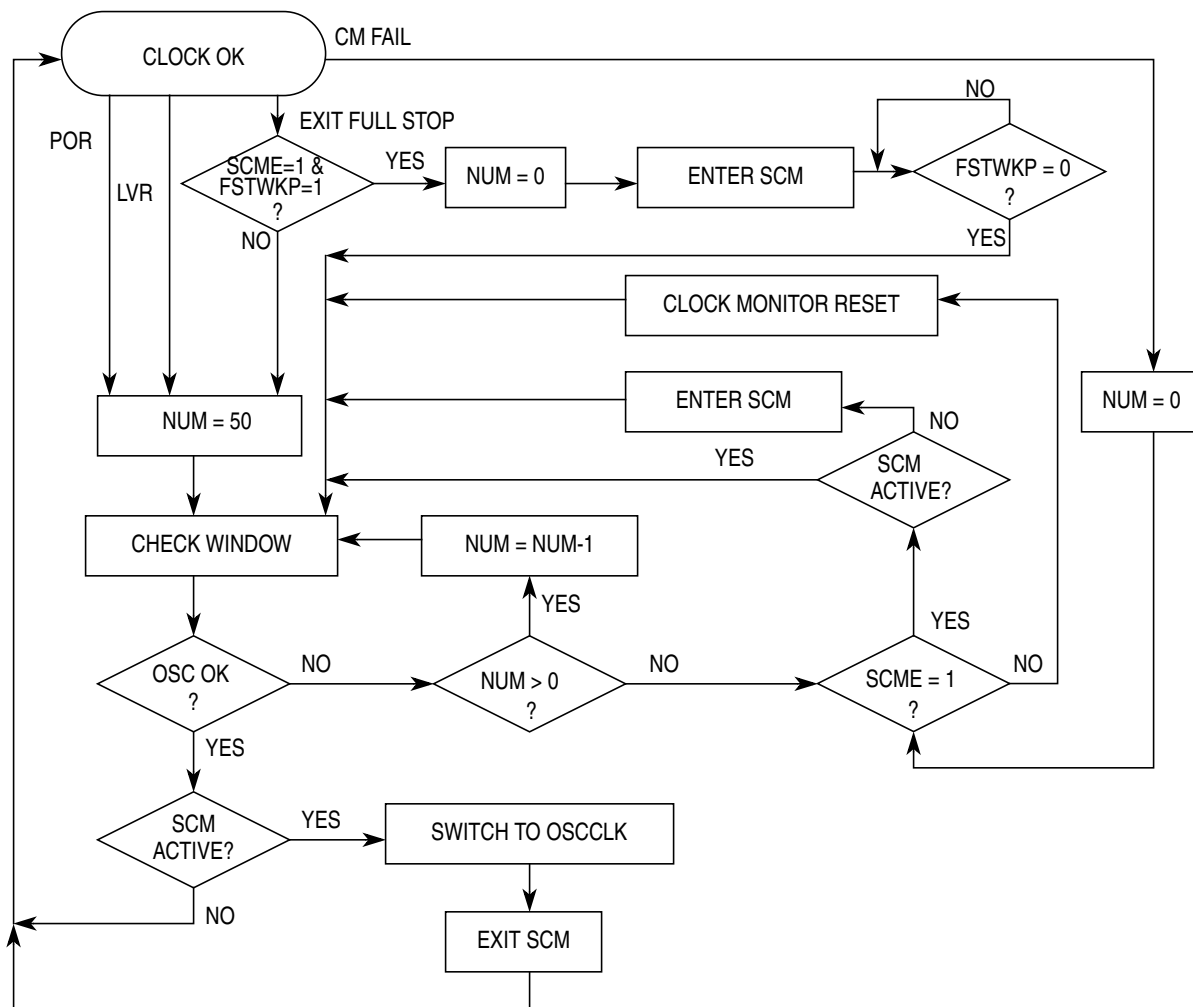 CM FAIL
CLOCK OK
NO
POR
EXIT FULL STOP
SCME=1 &
FSTWKP=1
?
YES
NUM = 0
ENTER SCM
FSTWKP = 0
?
LVR
NO
YES
CLOCK MONITOR RESET
NUM = 50
ENTER SCM
NUM = 0
NO
YES
SCM
ACTIVE?
CHECK WINDOW
NUM = NUM-1
YES
YES
OSC OK
?
NO
NUM > 0
?
NO
SCME = 1
?
NO
YES
SCM
ACTIVE?
YES
SWITCH TO OSCCLK
NO
EXIT SCM